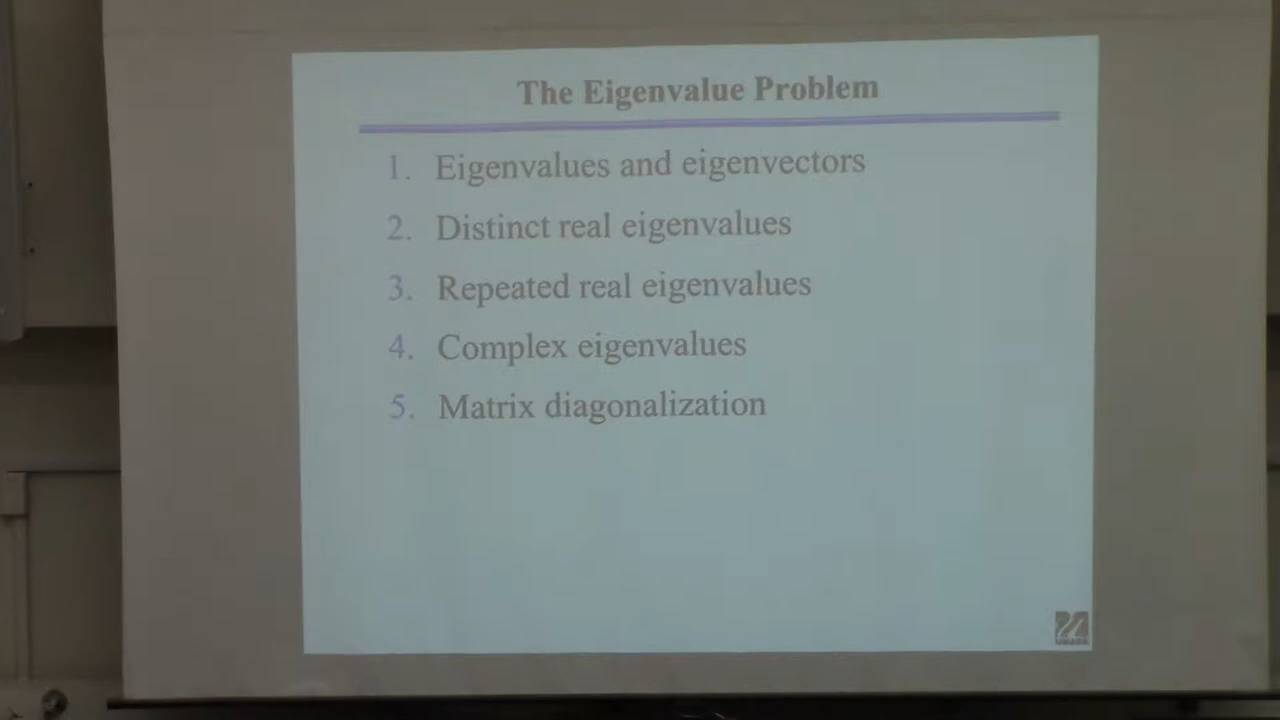 The Eigenvalue Problem
1. Eigenvalues and eigenvectors
2. Distinct real eigenvalues
3. Repeated real eigenvalues
4. Complex eigenvalues
5. Matrix diagonalization